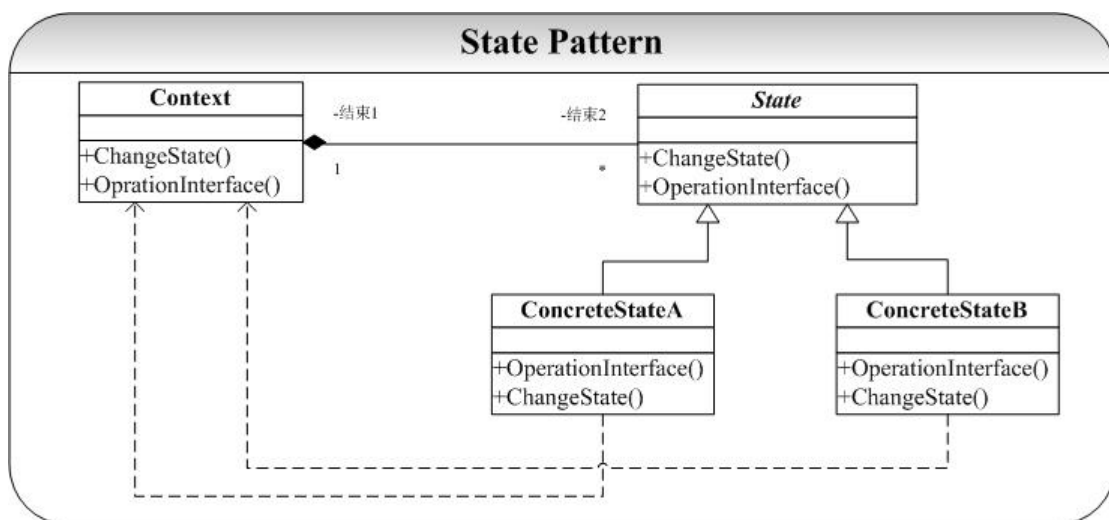 State Pattern
Context
+ChangeState()
+OprationInterface()
-结束1
-结束2
1
*
State
+ChangeState()
+OperationInterface()
ConcreteStateA
+OperationInterface()
+ChangeState()
ConcreteStateB
+OperationInterface()
+ChangeState()